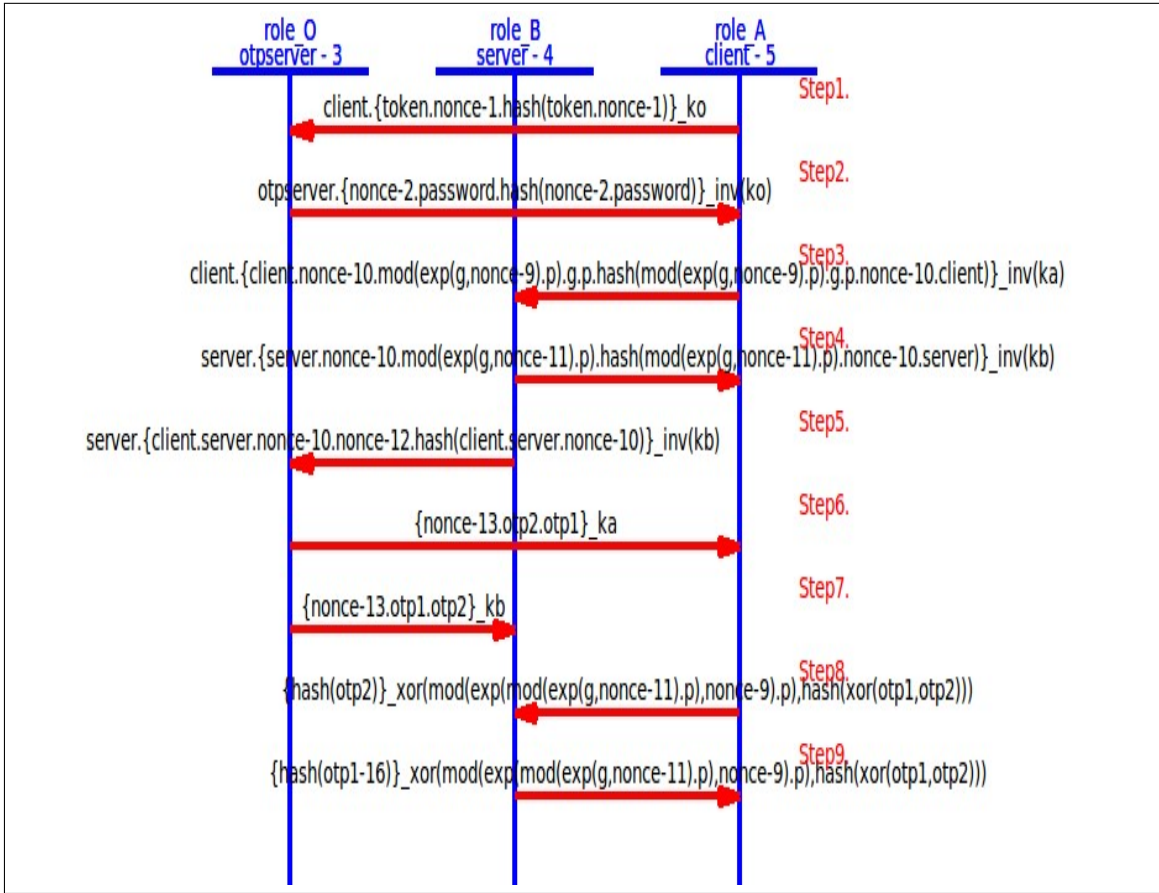 role_O role_B role_A
otpserver - 3 server - 4 client - 5
Step1.
client.{token.nonce-1.hash(token.nonce-1)}_ko
Step2.
otpserver.{nonce-2.password.hash(nonce-2.password)}_inv(ko)
Step3.
client.{client.nonce-10.mod(exp(g,nonce-9).p).g.p.hash(mod(exp(g,nonce-9).p).g.p.nonce-10.client)}_inv(ka)
Step4.
server.{server.nonce-10.mod(exp(g,nonce-11).p).hash(mod(exp(g,nonce-11).p).nonce-10.server)}_inv(kb)
Step5.
server.{client.server.nonce-10.nonce-12.hash(client.server.nonce-10)}_inv(kb)
Step6.
{nonce-13.otp2.otp1}_ka
Step7.
{nonce-13.otp1.otp2}_kb
Step8.
{hash(otp2)}_xor(mod(exp(mod(exp(g,nonce-11).p),nonce-9).p),hash(xor(otp1,otp2)))
Step9.
{hash(otp1-16)}_xor(mod(exp(mod(exp(g,nonce-11).p),nonce-9).p),hash(xor(otp1,otp2)))